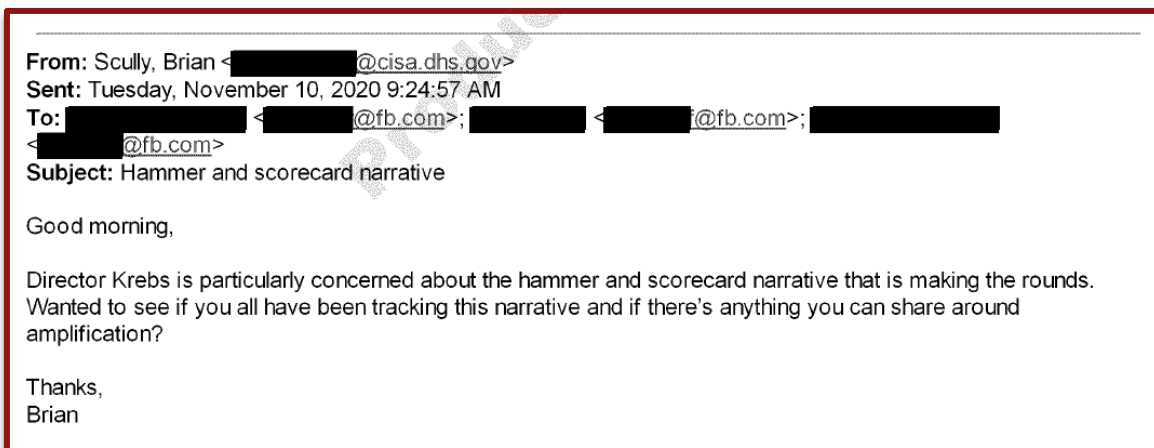 From: Scully, Brian < @cisa.dhs.gov>
Sent: Tuesday, November 10, 2020 9:24:57 AM
To: < @fb.com>; < @fb.com>;
< @fb.com>
Subject: Hammer and scorecard narrative
Good morning,
Director Krebs is particularly concerned about the hammer and scorecard narrative that is making the rounds.
Wanted to see if you all have been tracking this narrative and if there's anything you can share around
amplification?
Thanks,
Brian